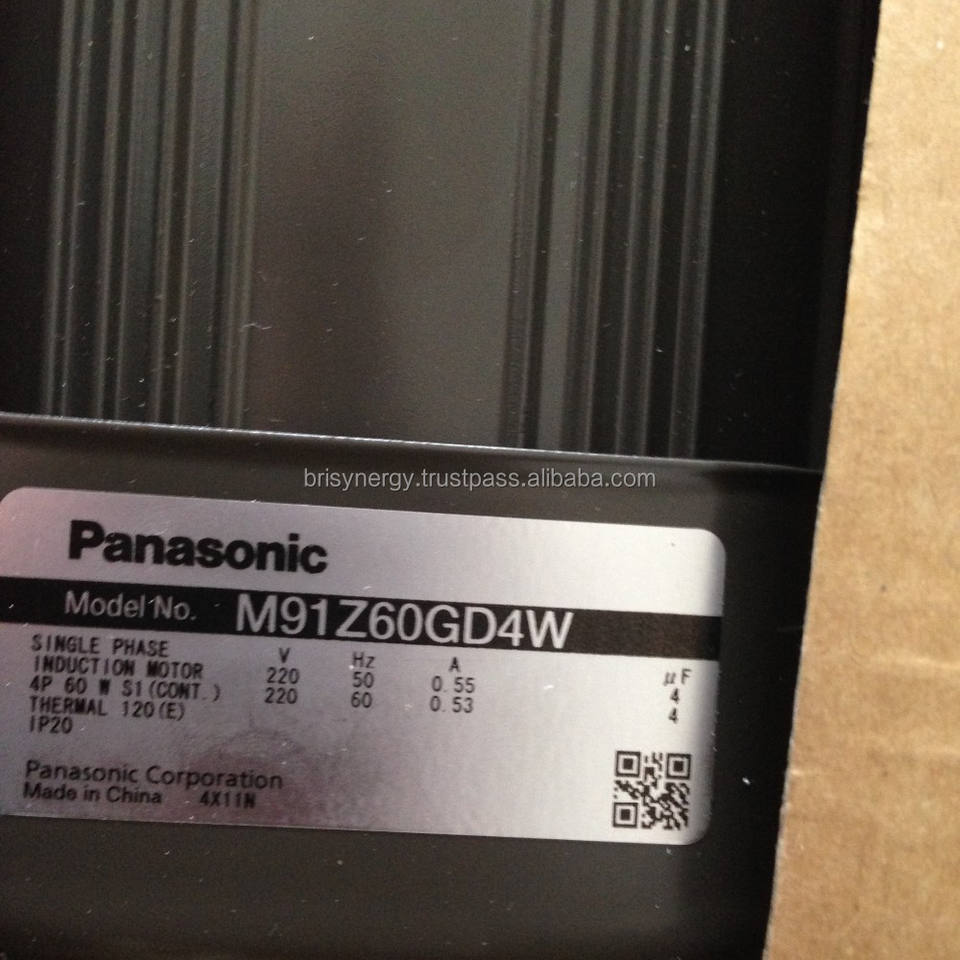 brisynergy.trustpass.alibaba.com
Panasonic
Model No. M91Z60GD4W
SINGLE PHASE V Hz A μF
INDUCTION MOTOR 220 50 0.55 4
4P 60 W S1(CONT.) 220 60 0.53 4
THERMAL 120(E)
IP20
Panasonic Corporation
Made in China 4X11N